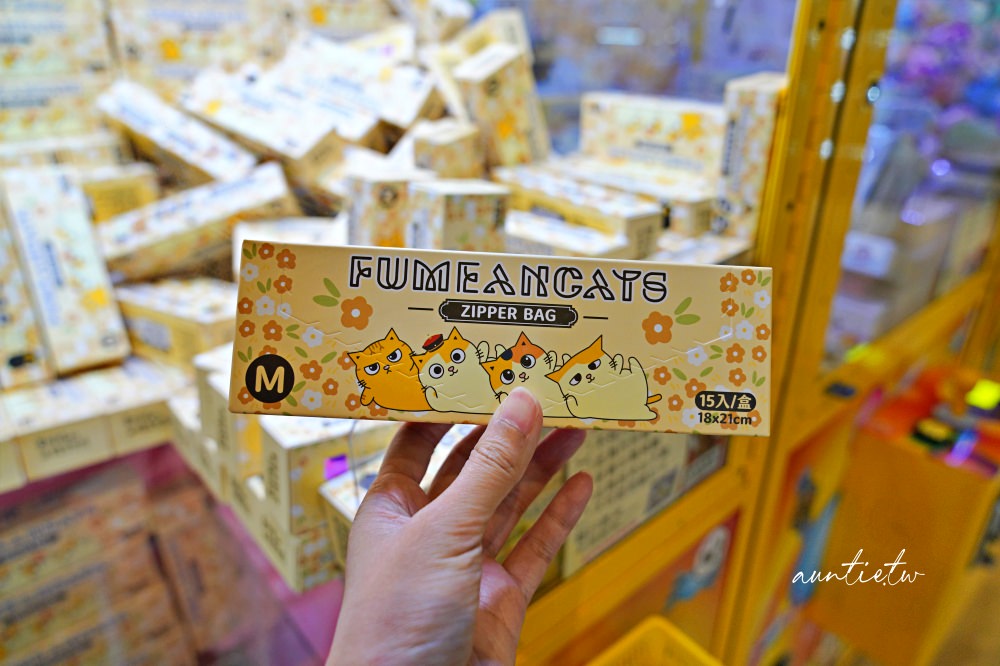 FUMEANCATS
ZIPPER BAG
M
15入/盒
18x21cm
auntie.tw